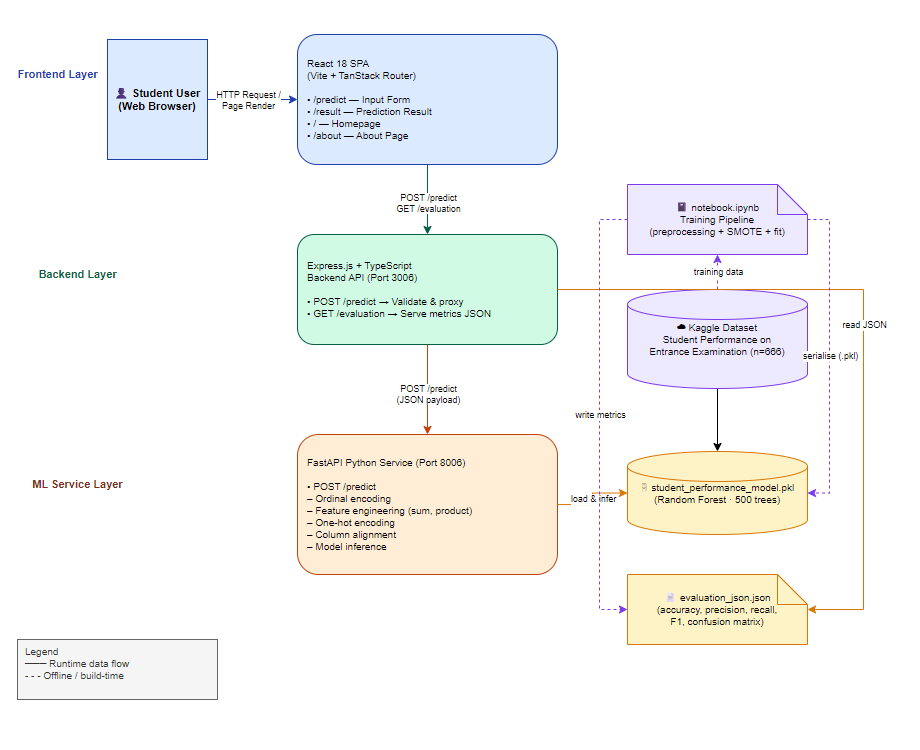 Frontend Layer
👤 Student User
(Web Browser)
HTTP Request /
Page Render
React 18 SPA
(Vite + TanStack Router)
• /predict — Input Form
• /result — Prediction Result
• / — Homepage
• /about — About Page
POST /predict
GET /evaluation
Backend Layer
Express.js + TypeScript
Backend API (Port 3006)
• POST /predict → Validate & proxy
• GET /evaluation → Serve metrics JSON
📓 notebook.ipynb
Training Pipeline
(preprocessing + SMOTE + fit)
training data
☁ Kaggle Dataset
Student Performance on
Entrance Examination (n=666)
read JSON
serialise (.pkl)
write metrics
POST /predict
(JSON payload)
ML Service Layer
FastAPI Python Service (Port 8006)
• POST /predict
– Ordinal encoding
– Feature engineering (sum, product)
– One-hot encoding
– Column alignment
– Model inference
load & infer
student_performance_model.pkl
(Random Forest · 500 trees)
evaluation_json.json
(accuracy, precision, recall,
F1, confusion matrix)
Legend
─── Runtime data flow
- - - Offline / build-time